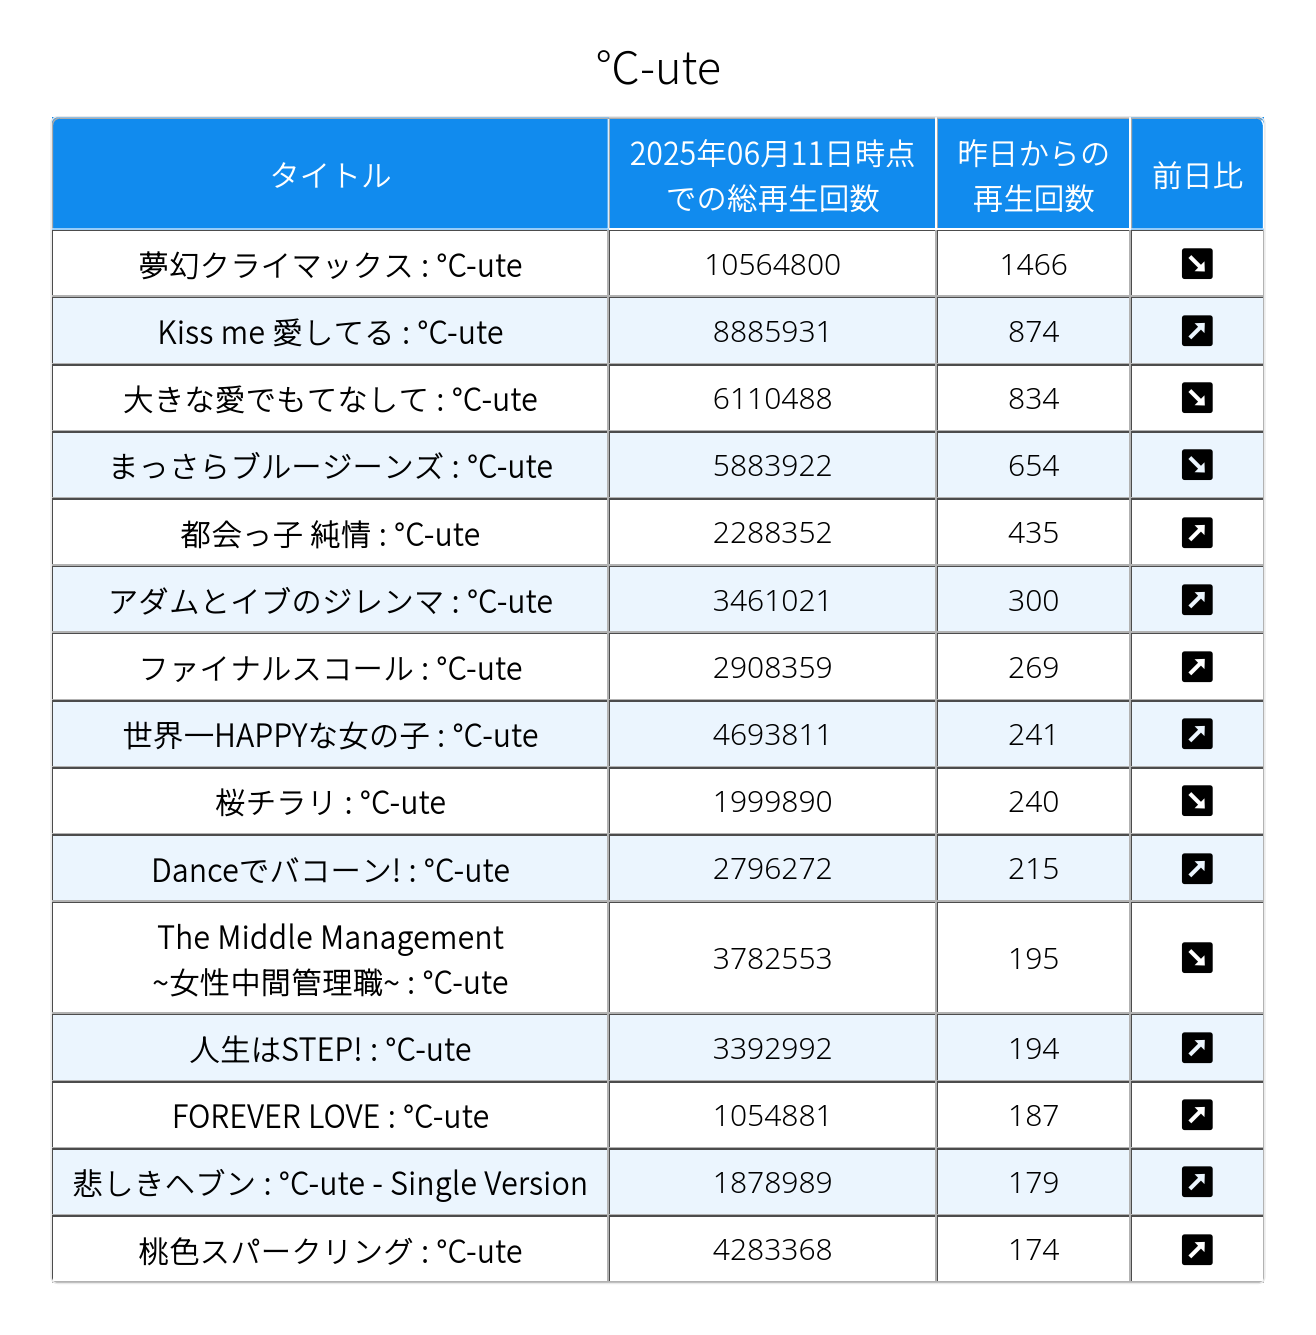 ℃-ute
タイトル
2025年06月11日時点
での総再生回数
昨日からの
再生回数
前日比
夢幻クライマックス : ℃-ute 10564800 1466 ↘
Kiss me 愛してる : ℃-ute 8885931 874 ↗
大きな愛でもてなして : ℃-ute 6110488 834 ↘
まっさらブルージーンズ : ℃-ute 5883922 654 ↘
都会っ子 純情 : ℃-ute 2288352 435 ↗
アダムとイブのジレンマ : ℃-ute 3461021 300 ↗
ファイナルスコール : ℃-ute 2908359 269 ↗
世界一HAPPYな女の子 : ℃-ute 4693811 241 ↗
桜チラリ : ℃-ute 1999890 240 ↘
Danceでバコーン! : ℃-ute 2796272 215 ↗
The Middle Management
~女性中間管理職~ : ℃-ute 3782553 195 ↘
人生はSTEP! : ℃-ute 3392992 194 ↗
FOREVER LOVE : ℃-ute 1054881 187 ↗
悲しきヘブン : ℃-ute - Single Version 1878989 179 ↗
桃色スパークリング : ℃-ute 4283368 174 ↗